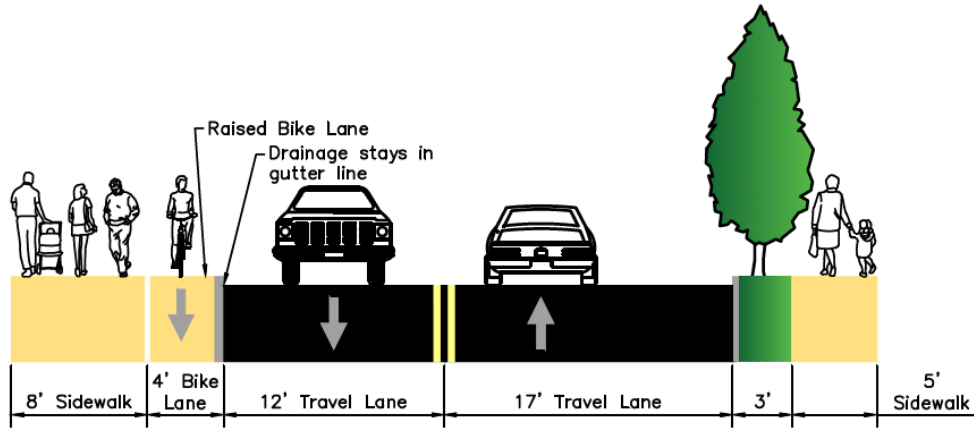 Raised Bike Lane
Drainage stays in
gutter line
8' Sidewalk
4' Bike
Lane
12' Travel Lane
17' Travel Lane
3'
5'
Sidewalk